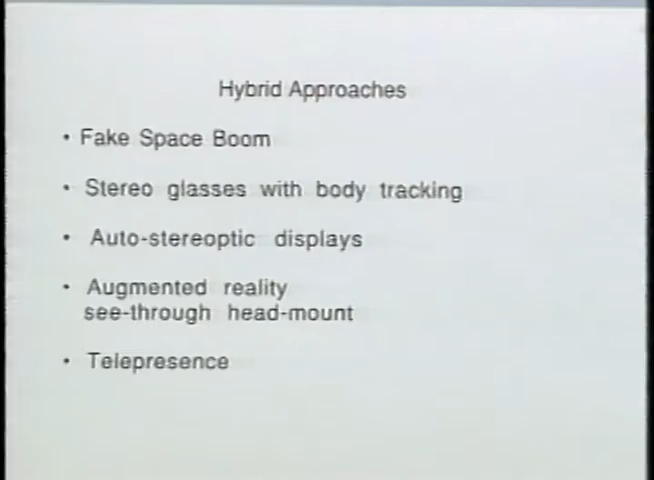 Hybrid Approaches
• Fake Space Boom
• Stereo glasses with body tracking
• Auto-stereoptic displays
• Augmented reality
see-through head-mount
• Telepresence